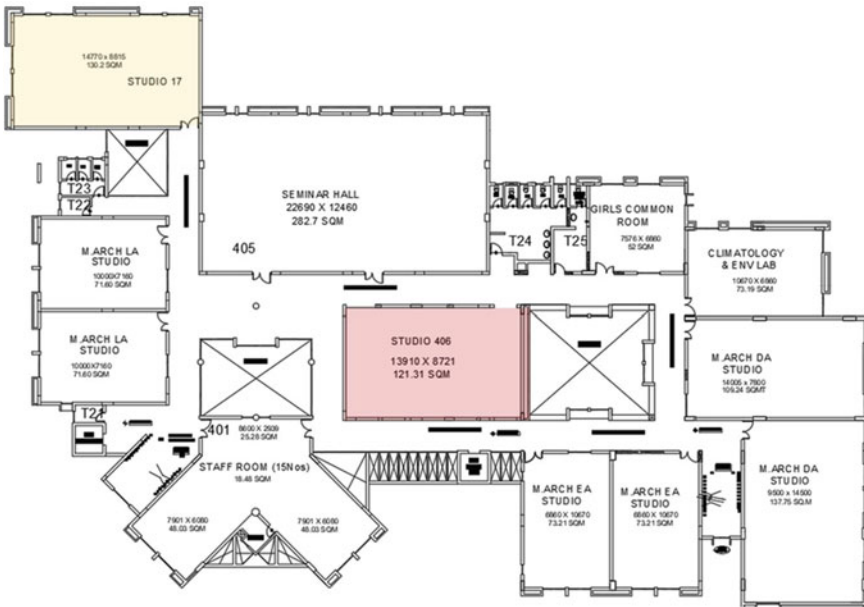 14770 x 8815
130.2 SQM
STUDIO 17
SEMINAR HALL
22690 X 12460
282.7 SQM
405
T23
T22
T24
T25
GIRLS COMMON
ROOM
7576 X 6860
52 SQM
M.ARCH LA
STUDIO
10000X7160
71.60 SQM
CLIMATOLOGY
& ENV LAB
10670 X 6860
73.19 SQM
M.ARCH LA
STUDIO
10000X7160
71.60 SQM
STUDIO 406
13910 X 8721
121.31 SQM
M.ARCH DA
STUDIO
14005 x 7800
109.24 SQMT
T21
401
8600 X 2939
25.28 SQM
STAFF ROOM (15Nos)
18.48 SQM
7901 X 6080
48.03 SQM
7901 X 6080
48.03 SQM
M.ARCH EA
STUDIO
6860 X 10670
73.21 SQM
M.ARCH EA
STUDIO
6860 X 10670
73.21 SQM
M.ARCH DA
STUDIO
9500 x 14500
137.75 SQM